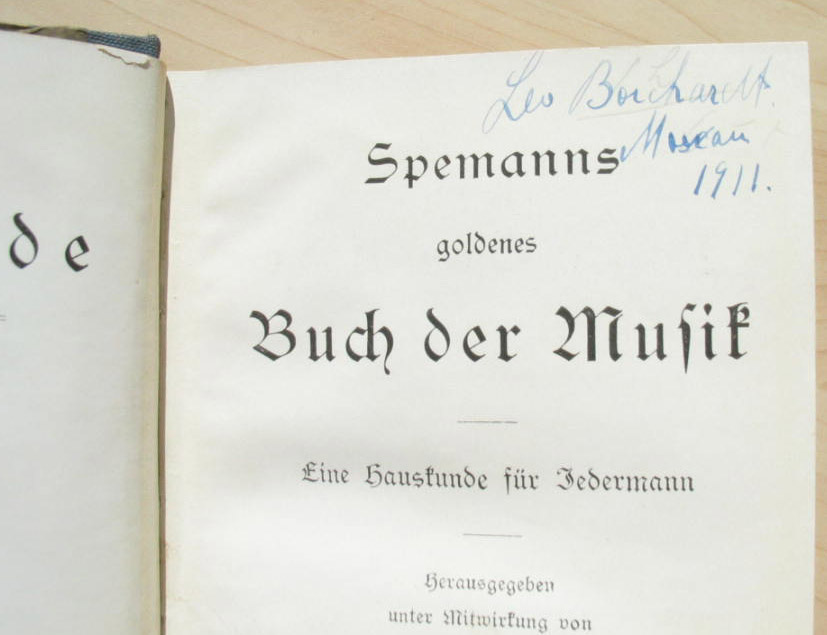 Leo Borchardt.
Moscau
1911.
de
Spemanns
goldenes
Buch der Muſik
Eine Hauskunde für Jedermann
Herausgegeben
unter Mitwirkung von